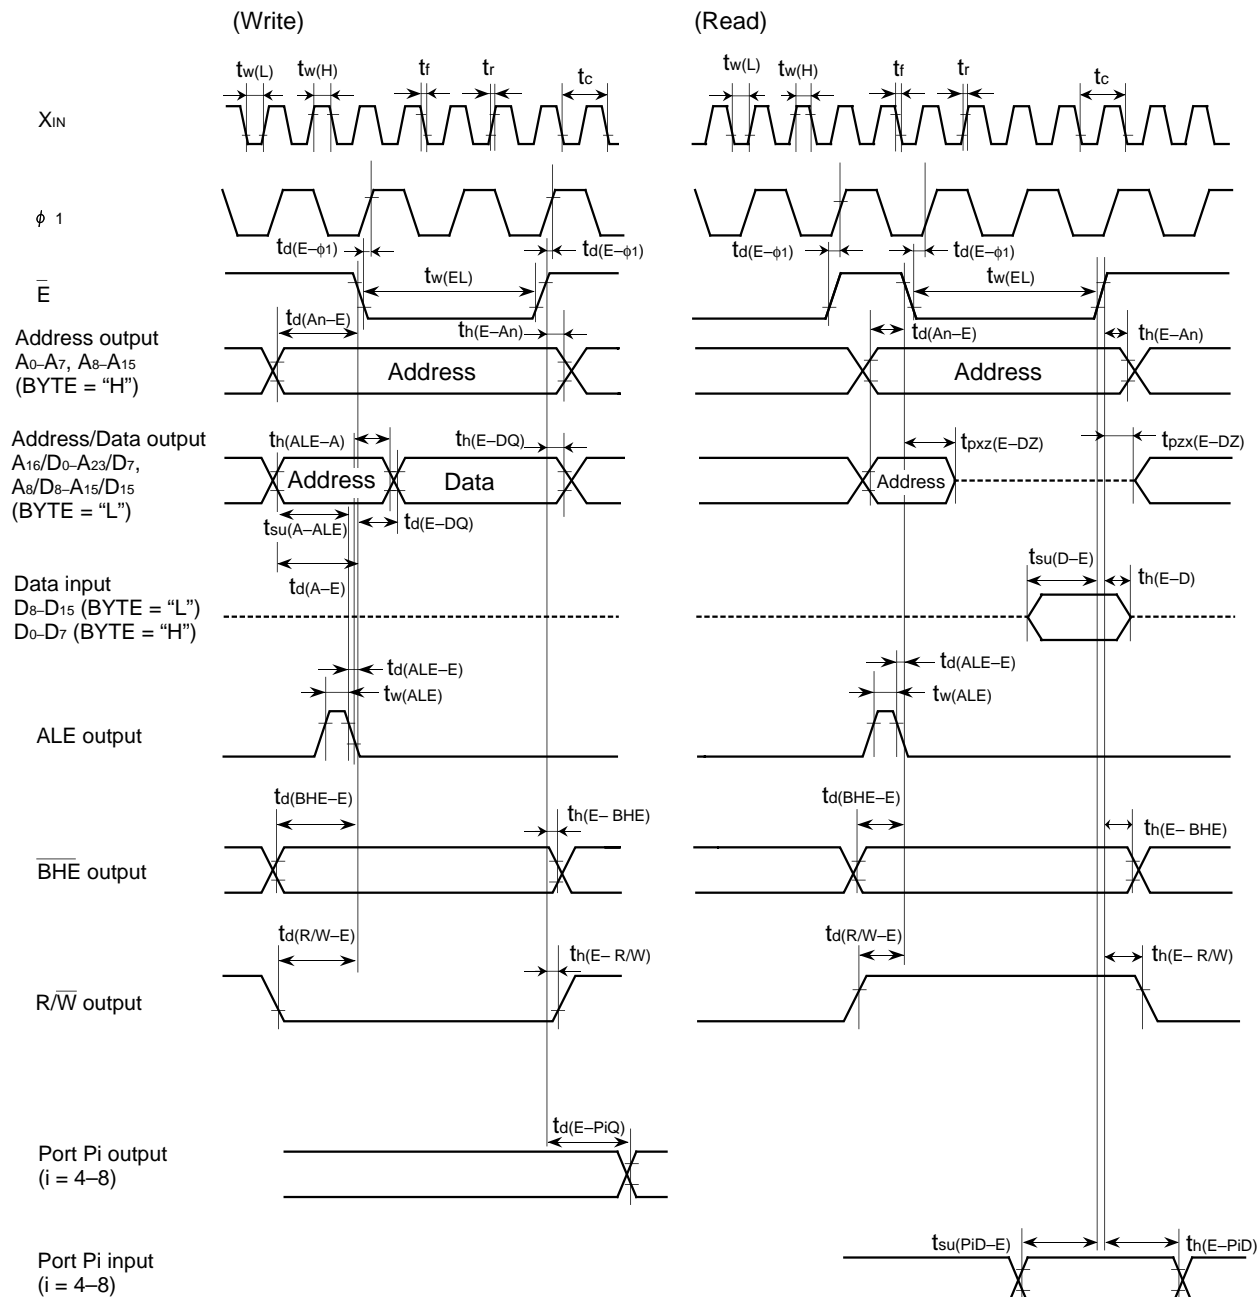 (Write) (Read)
tw(L) tw(H) tf tr tc tw(L) tw(H) tf tr tc
XIN
ϕ 1
td(E–ϕ1) td(E–ϕ1) td(E–ϕ1) td(E–ϕ1)
tw(EL) tw(EL)
E
td(An–E) th(E–An) td(An–E) th(E–An)
Address output
A0–A7, A8–A15
(BYTE = “H”)
Address Address
Address/Data output
A16/D0–A23/D7,
A8/D8–A15/D15
(BYTE = “L”)
th(ALE–A) th(E–DQ) tpxz(E–DZ) tpzx(E–DZ)
Address Data Address
tsu(A–ALE) td(E–DQ)
td(A–E)
tsu(D–E) th(E–D)
Data input
D8–D15 (BYTE = “L”)
D0–D7 (BYTE = “H”)
td(ALE–E) td(ALE–E)
tw(ALE) tw(ALE)
ALE output
td(BHE–E) th(E– BHE) td(BHE–E) th(E– BHE)
BHE output
td(R/W–E) th(E– R/W) td(R/W–E) th(E– R/W)
R/W output
td(E–PiQ)
Port Pi output
(i = 4–8)
tsu(PiD–E) th(E–PiD)
Port Pi input
(i = 4–8)